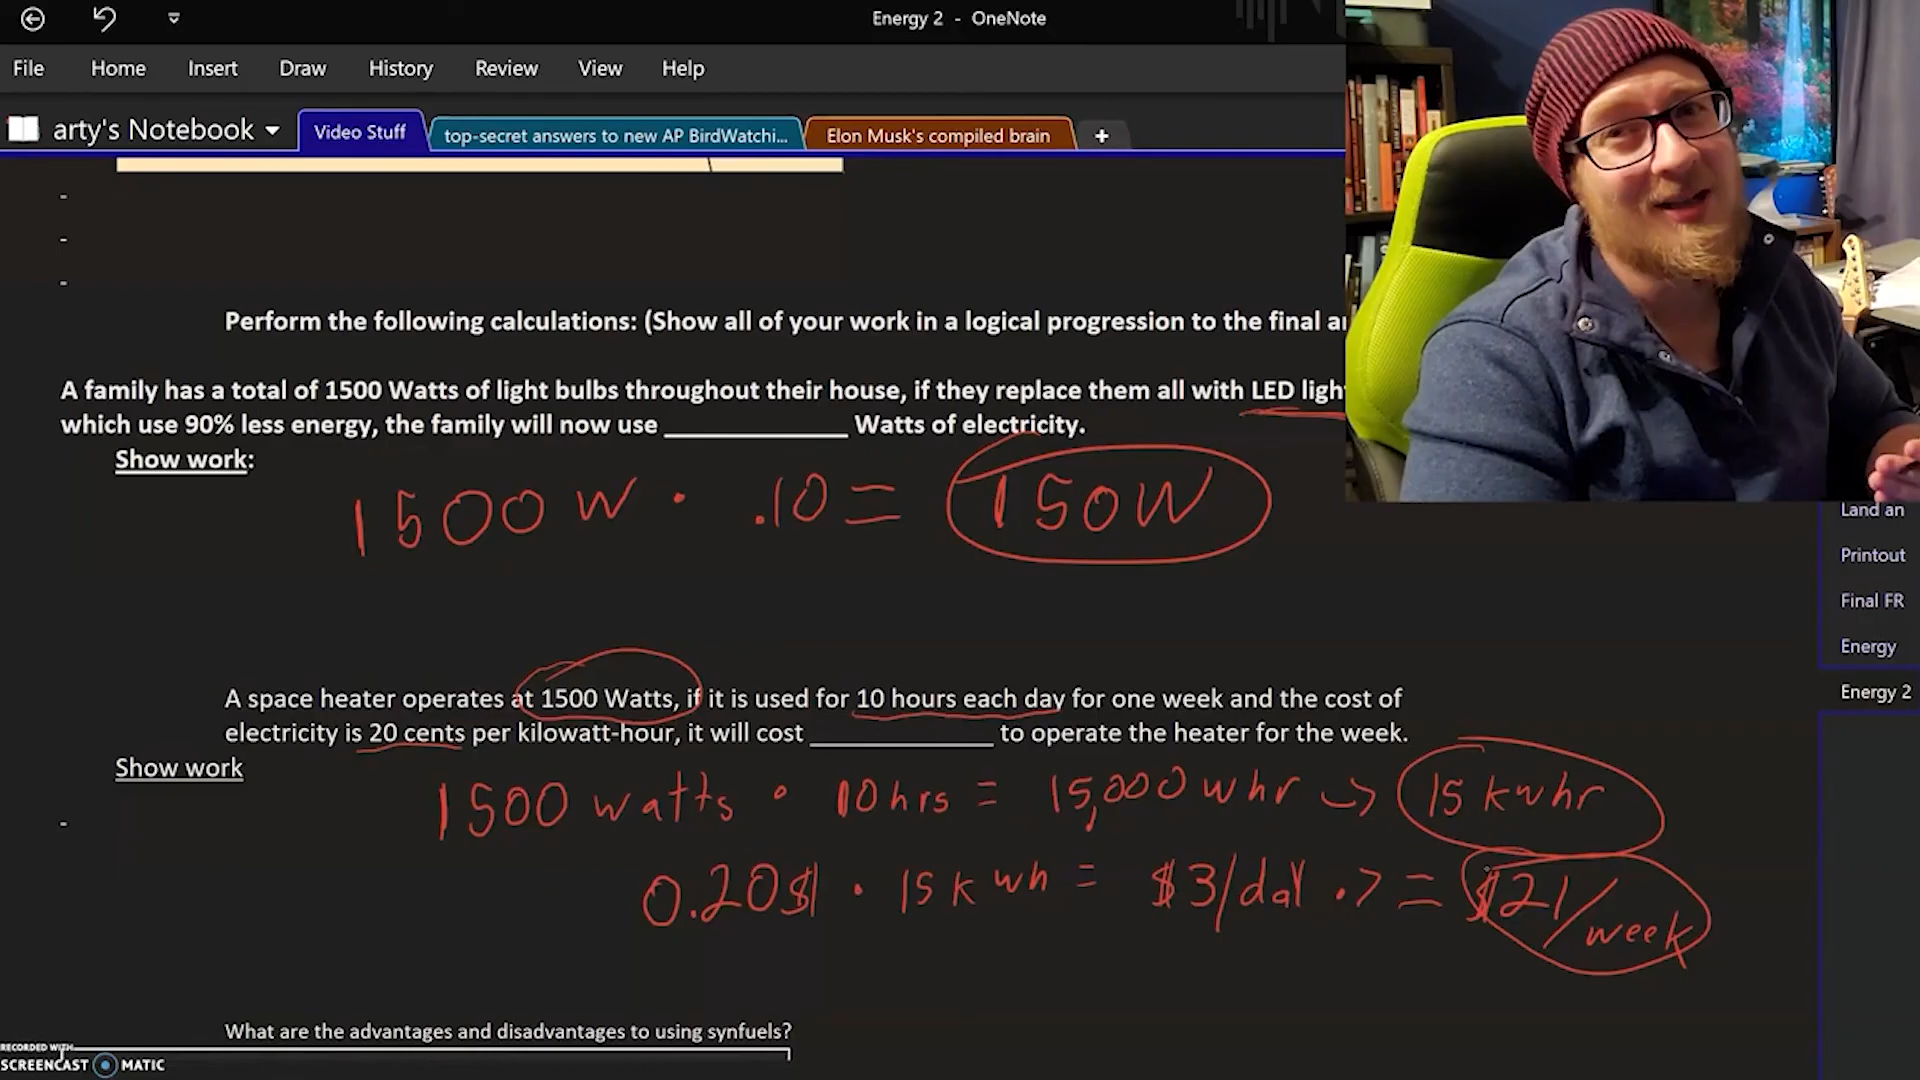 Energy 2 - OneNote
File Home Insert Draw History Review View Help
arty's Notebook Video Stuff top-secret answers to new AP BirdWatchi... Elon Musk's compiled brain +
-
-
-
Perform the following calculations: (Show all of your work in a logical progression to the final
A family has a total of 1500 Watts of light bulbs throughout their house, if they replace them all with LED ligh
which use 90% less energy, the family will now use ____________ Watts of electricity.
Show work:
1500 W · .10 = 150W
Land an
Printout
Final FR
Energy
Energy 2
A space heater operates at 1500 Watts, if it is used for 10 hours each day for one week and the cost of
electricity is 20 cents per kilowatt-hour, it will cost ____________ to operate the heater for the week.
Show work
1500 watts · 10 hrs = 15,000 whr → 15 kwhr
-
0.20$ · 15 kwh = $3/day · 7 = $21/week
What are the advantages and disadvantages to using synfuels?
RECORDED WITH
SCREENCAST MATIC